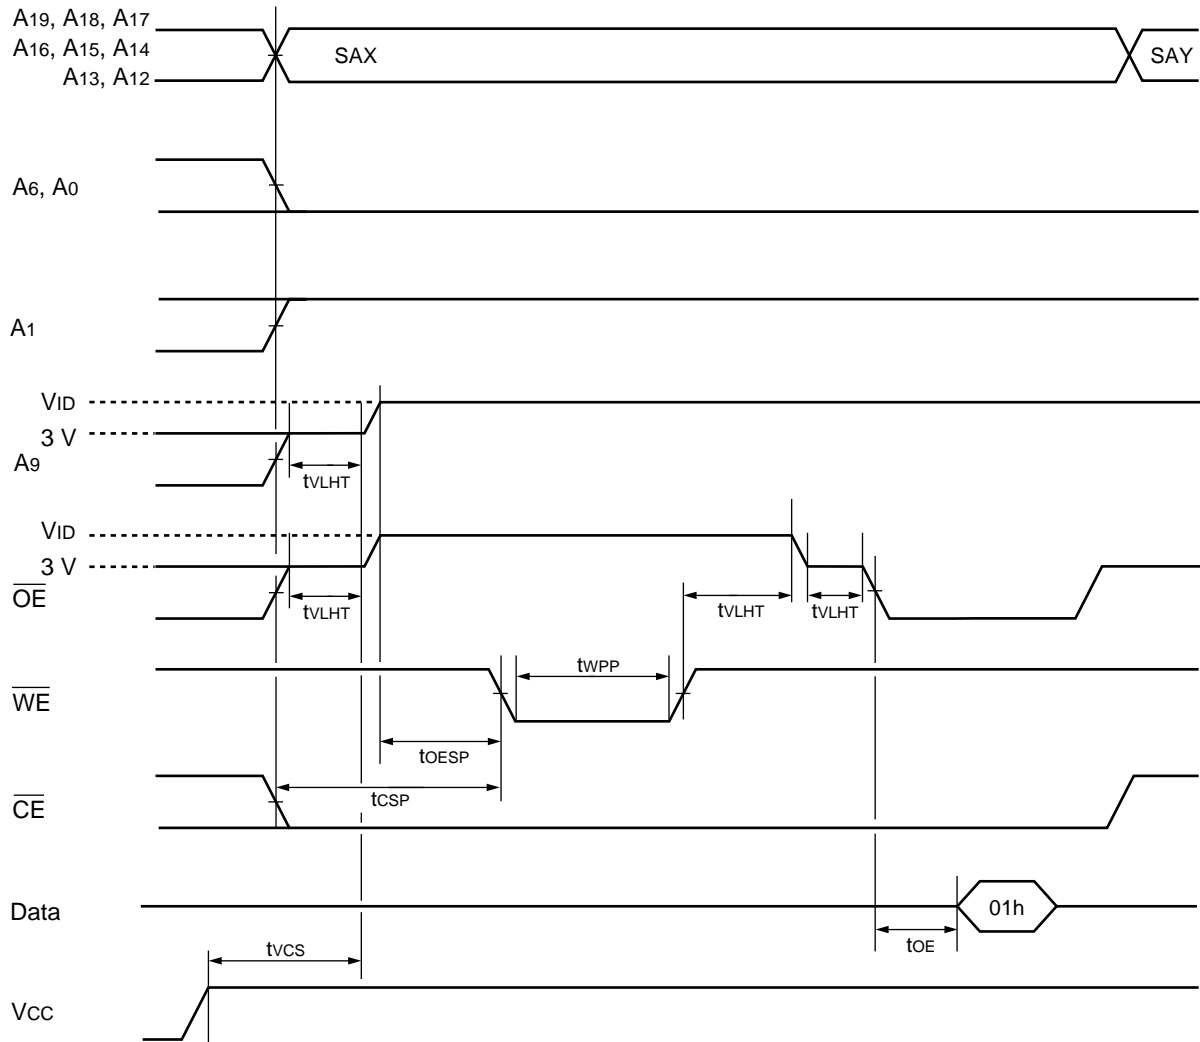 A19, A18, A17
A16, A15, A14
A13, A12
SAX
SAY
A6, A0
A1
VID
3 V
A9
tVLHT
VID
3 V
OE
tVLHT
tVLHT
tVLHT
WE
tWPP
tOESP
tCSP
CE
Data
01h
tOE
tVCS
VCC